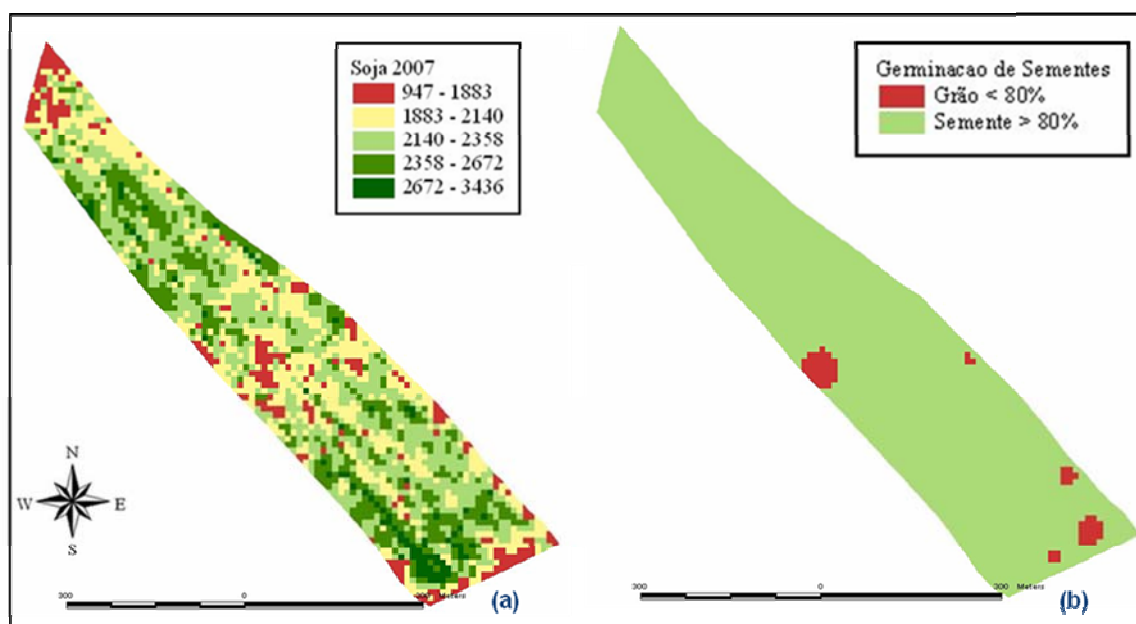 Soja 2007
947 - 1883
1883 - 2140
2140 - 2358
2358 - 2672
2672 - 3436
N
W E
S
0
(a)
Germinacao de Sementes
Grão < 80%
Semente > 80%
300 0 300 Meters
(b)